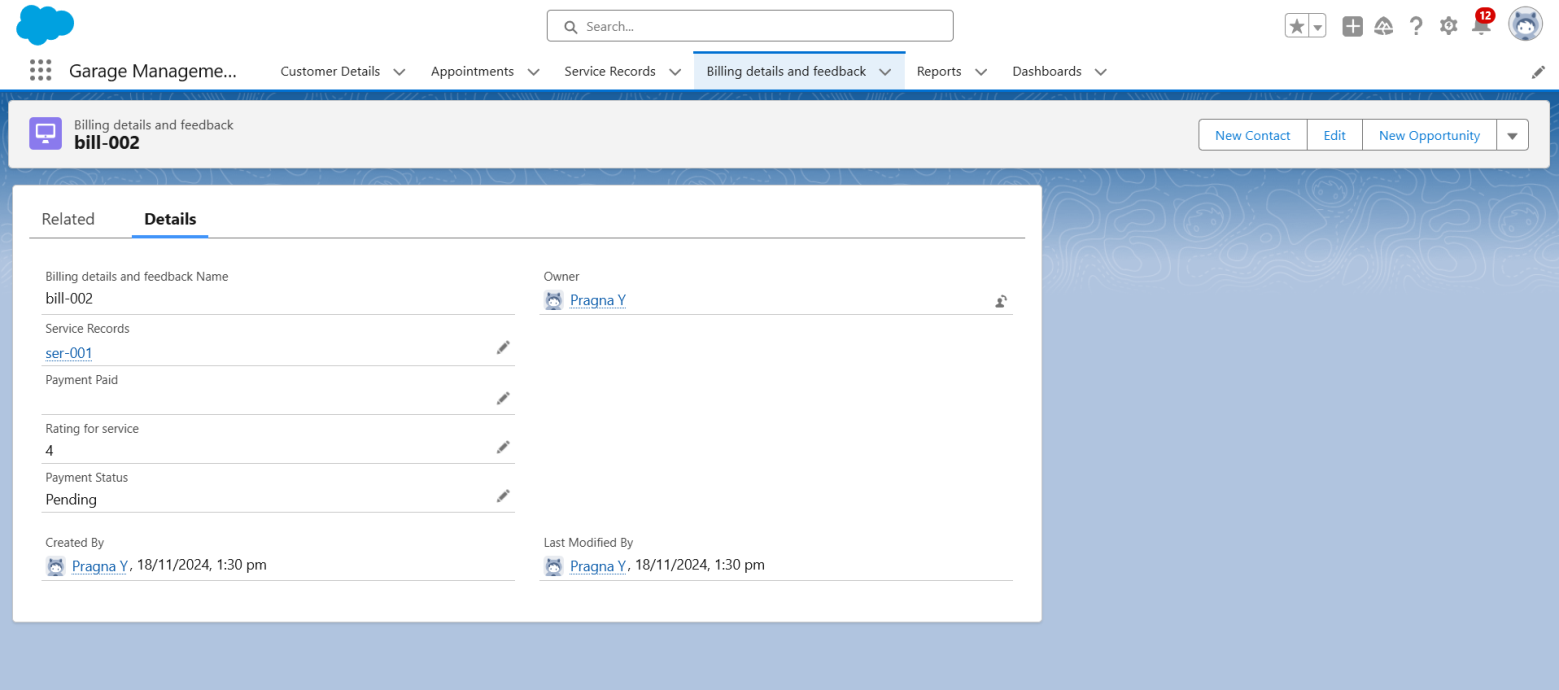 Search...
12
Garage Manageme...
Customer Details
Appointments
Service Records
Billing details and feedback
Reports
Dashboards
Billing details and feedback
bill-002
New Contact
Edit
New Opportunity
Related
Details
Billing details and feedback Name
bill-002
Owner
Pragna Y
Service Records
ser-001
Payment Paid
Rating for service
4
Payment Status
Pending
Created By
Pragna Y, 18/11/2024, 1:30 pm
Last Modified By
Pragna Y, 18/11/2024, 1:30 pm